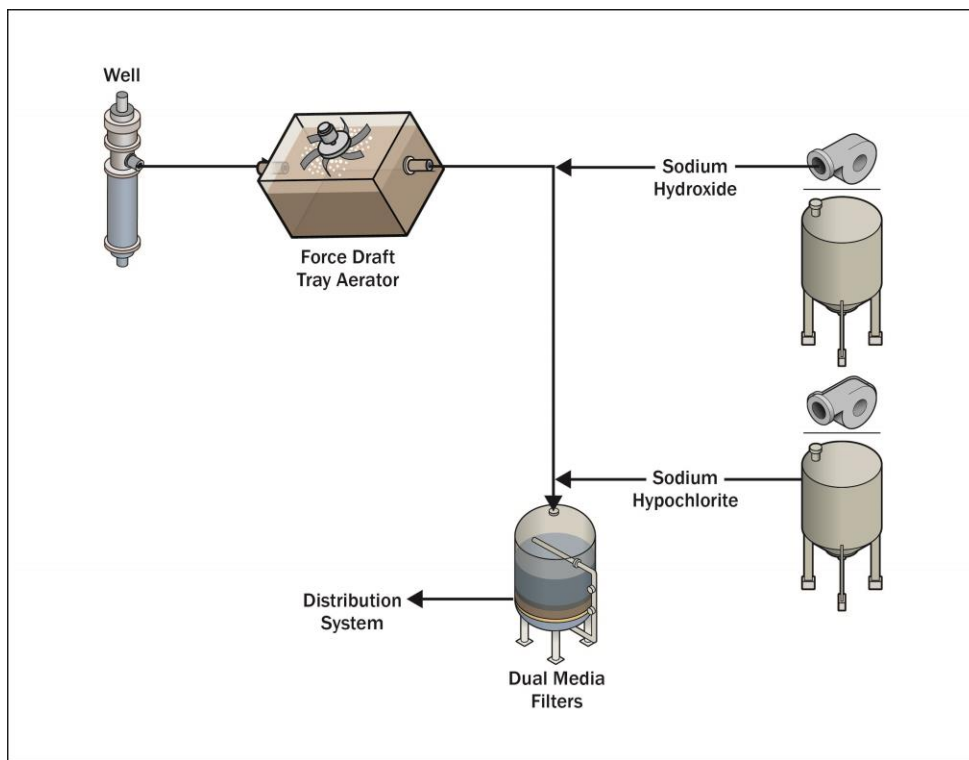 Well
Force Draft
Tray Aerator
Sodium
Hydroxide
Sodium
Hypochlorite
Distribution
System
Dual Media
Filters